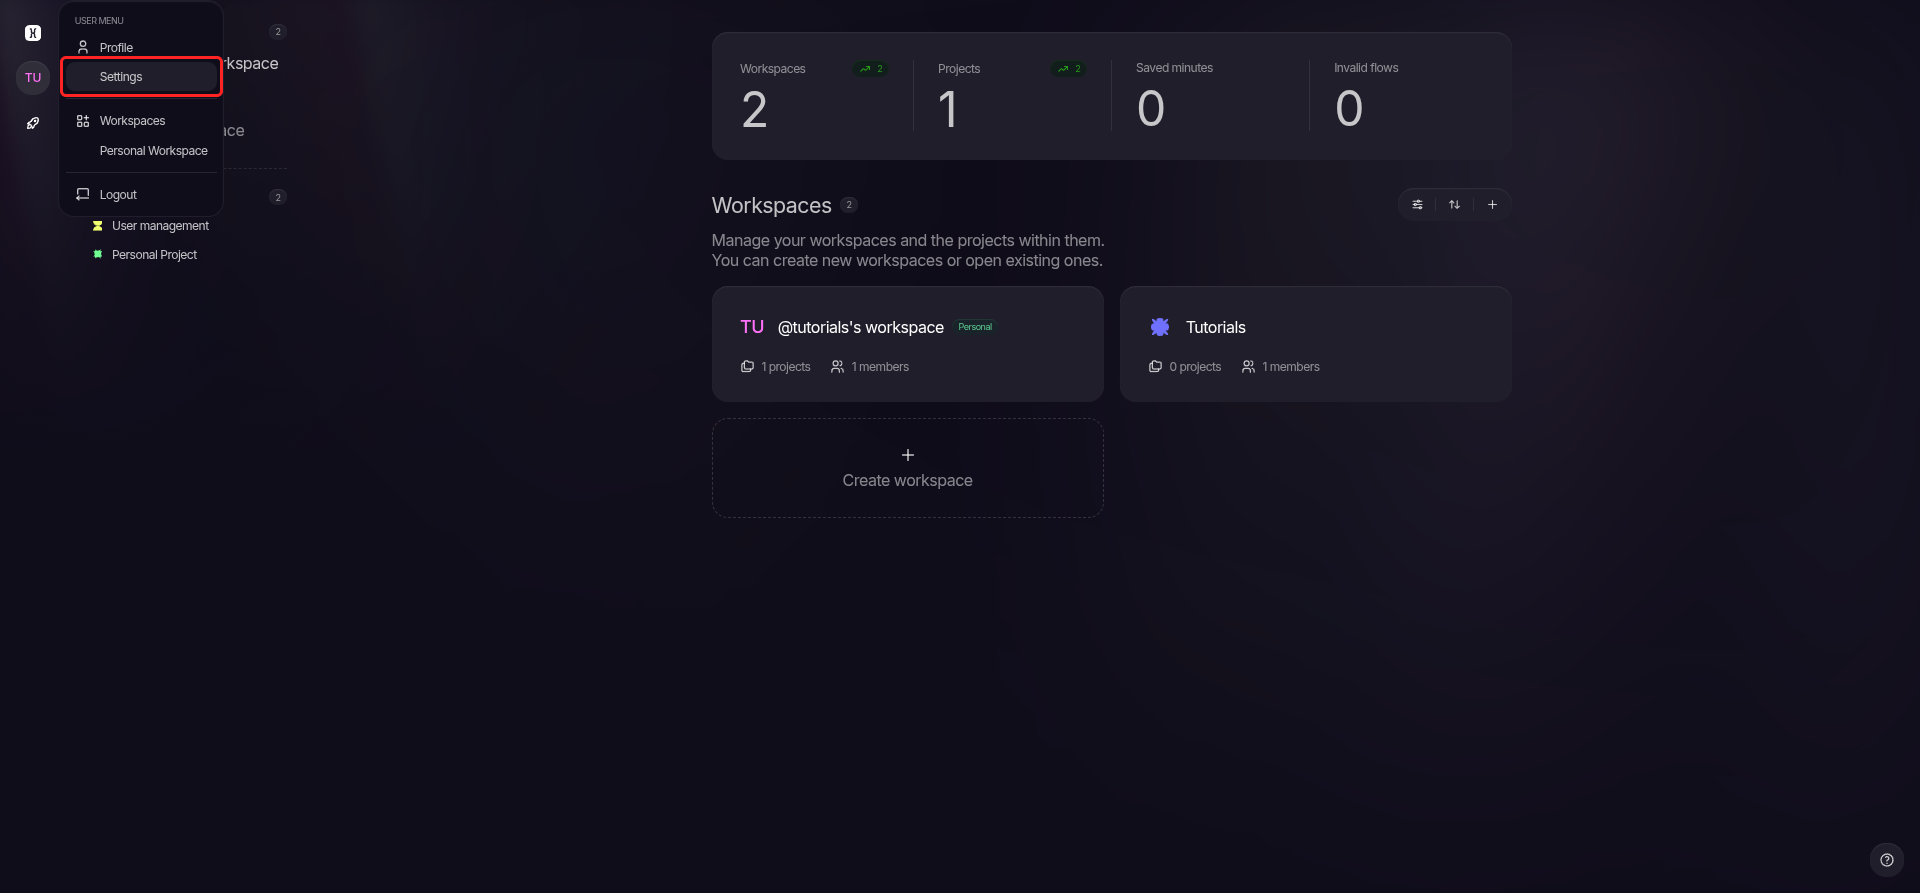 USER MENU
Profile
Settings
Workspaces
Personal Workspace
Logout
TU
2
kspace
ace
2
User management
Personal Project
Workspaces
2
2
Projects
2
1
Saved minutes
0
Invalid flows
0
Workspaces 2
Manage your workspaces and the projects within them.
You can create new workspaces or open existing ones.
TU @tutorials's workspace Personal
1 projects 1 members
Tutorials
0 projects 1 members
Create workspace